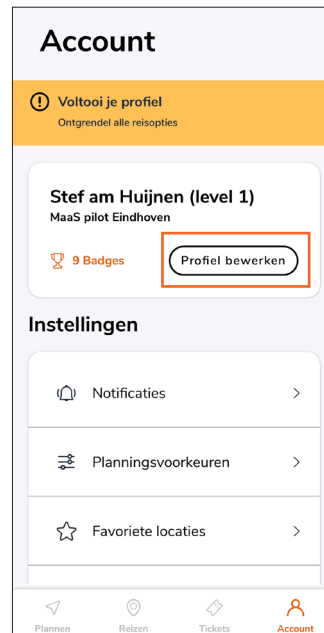 Account
Voltooi je profiel
Ontgrendel alle reisopties
Stef am Huijnen (level 1)
MaaS pilot Eindhoven
9 Badges
Profiel bewerken
Instellingen
Notificaties
Planningsvoorkeuren
Favoriete locaties
Plannen Reizen Tickets Account